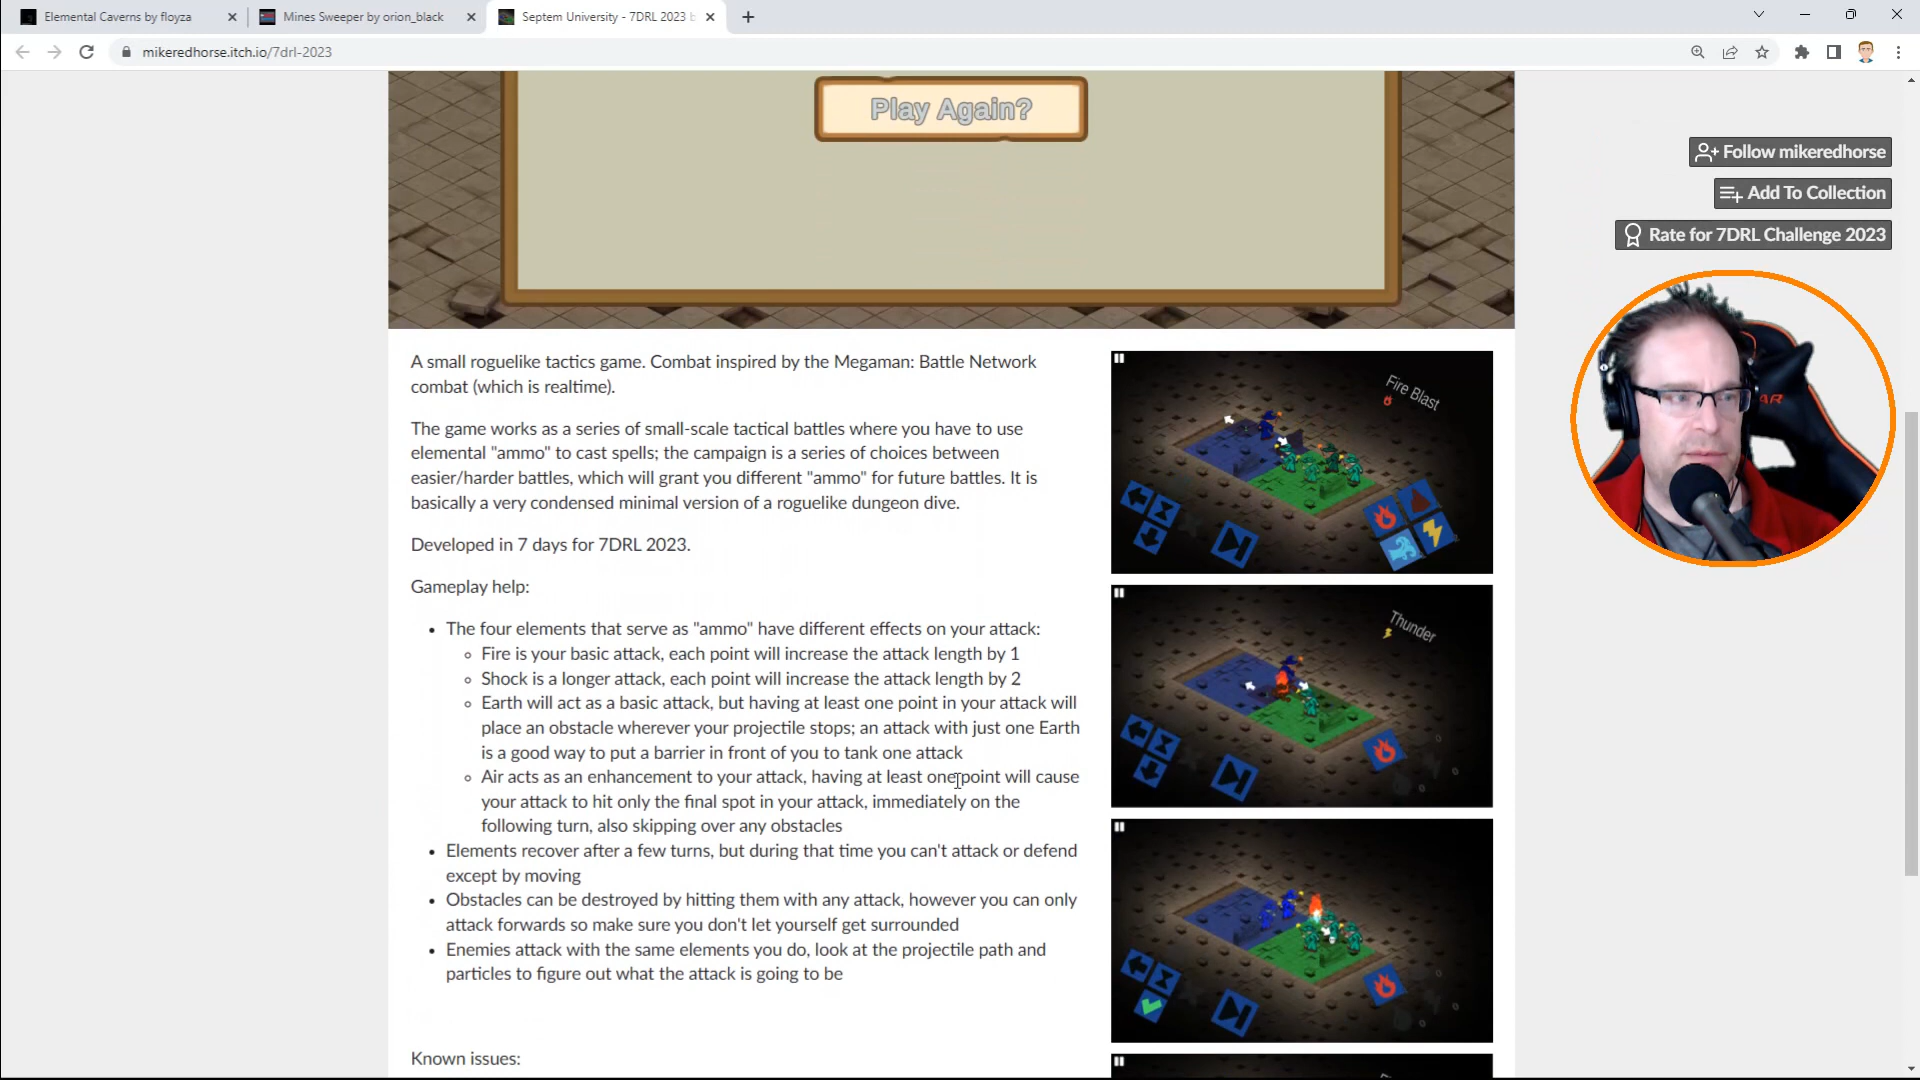 Elemental Caverns by floyza
Mines Sweeper by orion_black
Septem University - 7DRL 2023 b
mikeredhorse.itch.io/7drl-2023
Play Again?
Follow mikeredhorse
Add To Collection
Rate for 7DRL Challenge 2023
A small roguelike tactics game. Combat inspired by the Megaman: Battle Network
combat (which is realtime).
The game works as a series of small-scale tactical battles where you have to use
elemental "ammo" to cast spells; the campaign is a series of choices between
easier/harder battles, which will grant you different "ammo" for future battles. It is
basically a very condensed minimal version of a roguelike dungeon dive.
Developed in 7 days for 7DRL 2023.
Gameplay help:
• The four elements that serve as "ammo" have different effects on your attack:
◦ Fire is your basic attack, each point will increase the attack length by 1
◦ Shock is a longer attack, each point will increase the attack length by 2
◦ Earth will act as a basic attack, but having at least one point in your attack will
place an obstacle wherever your projectile stops; an attack with just one Earth
is a good way to put a barrier in front of you to tank one attack
◦ Air acts as an enhancement to your attack, having at least one point will cause
your attack to hit only the final spot in your attack, immediately on the
following turn, also skipping over any obstacles
• Elements recover after a few turns, but during that time you can't attack or defend
except by moving
• Obstacles can be destroyed by hitting them with any attack, however you can only
attack forwards so make sure you don't let yourself get surrounded
• Enemies attack with the same elements you do, look at the projectile path and
particles to figure out what the attack is going to be
Known issues:
Fire Blast
Thunder